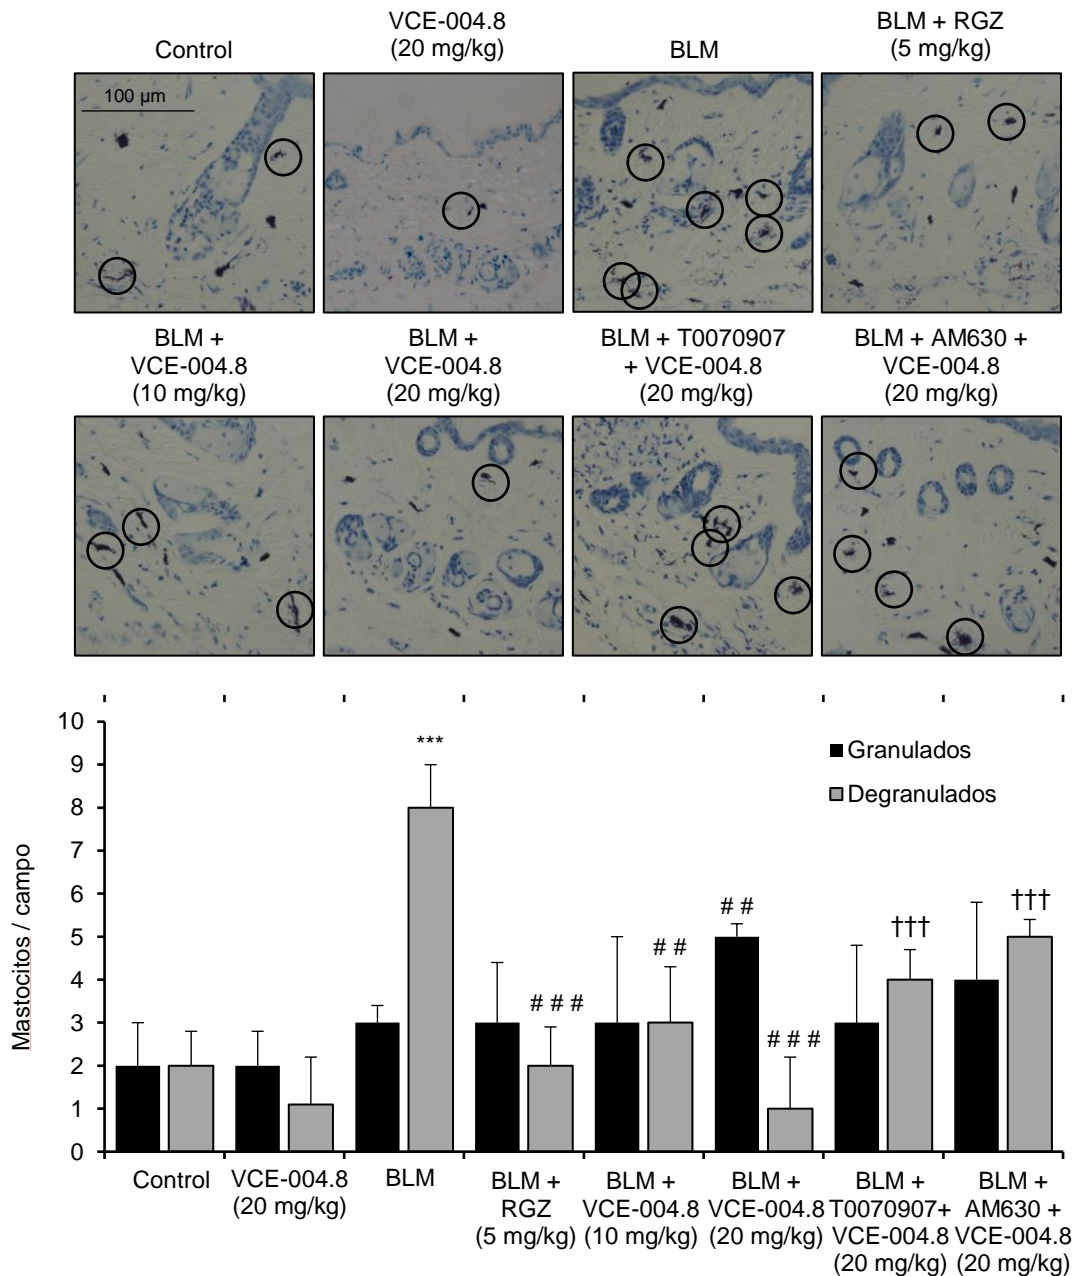 Control
VCE-004.8
(20 mg/kg)
BLM
BLM + RGZ
(5 mg/kg)
100 µm
BLM +
VCE-004.8
(10 mg/kg)
BLM +
VCE-004.8
(20 mg/kg)
BLM + T0070907
+ VCE-004.8
(20 mg/kg)
BLM + AM630 +
VCE-004.8
(20 mg/kg)
Mastocitos / campo
10
9
8
7
6
5
4
3
2
1
0
Granulados
Degranulados
***
# # #
# #
# #
# # #
†††
†††
Control
VCE-004.8
(20 mg/kg)
BLM
BLM +
RGZ
(5 mg/kg)
BLM +
VCE-004.8
(10 mg/kg)
BLM +
VCE-004.8
(20 mg/kg)
BLM +
T0070907+
VCE-004.8
(20 mg/kg)
BLM +
AM630 +
VCE-004.8
(20 mg/kg)